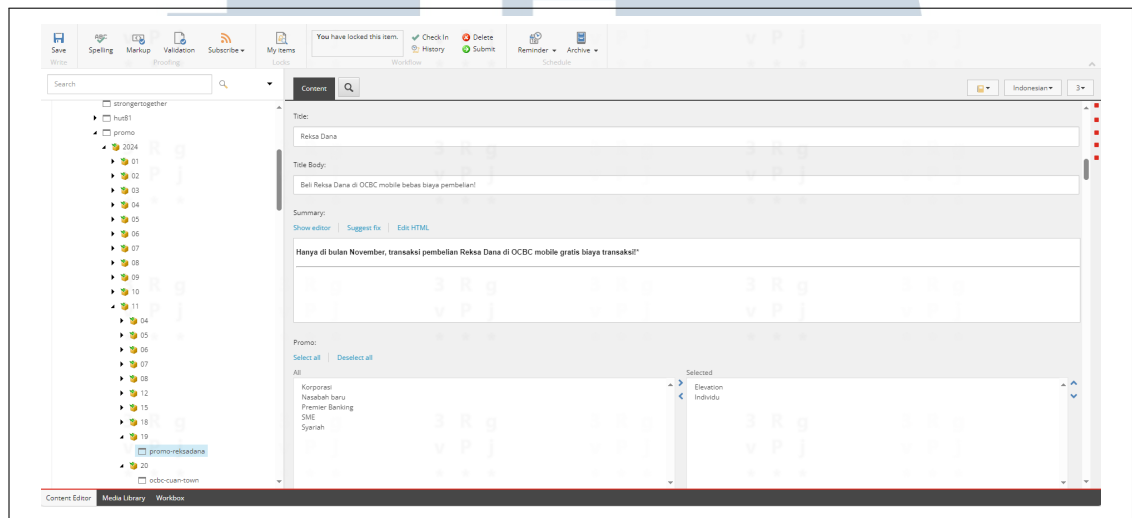 Save
Write
Spelling Markup Validation Subscribe
Proofing
My items
Locks
You have locked this item.
Check In Delete
History Submit
Workflow
Reminder Archive
Schedule
Search
Content
Indonesian 3
strongertogether
hut81
promo
2024
01
02
03
04
05
06
07
08
09
10
11
04
05
06
07
08
12
15
18
19
promo-reksadana
20
ocbc-cuan-town
Title:
Reksa Dana
Title Body:
Beli Reksa Dana di OCBC mobile bebas biaya pembelian!
Summary:
Show editor Suggest fix Edit HTML
Hanya di bulan November, transaksi pembelian Reksa Dana di OCBC mobile gratis biaya transaksi!*
Promo:
Select all Deselect all
All
Korporasi
Nasabah baru
Premier Banking
SME
Syariah
Selected
Elevation
Individu
Content Editor Media Library Workbox